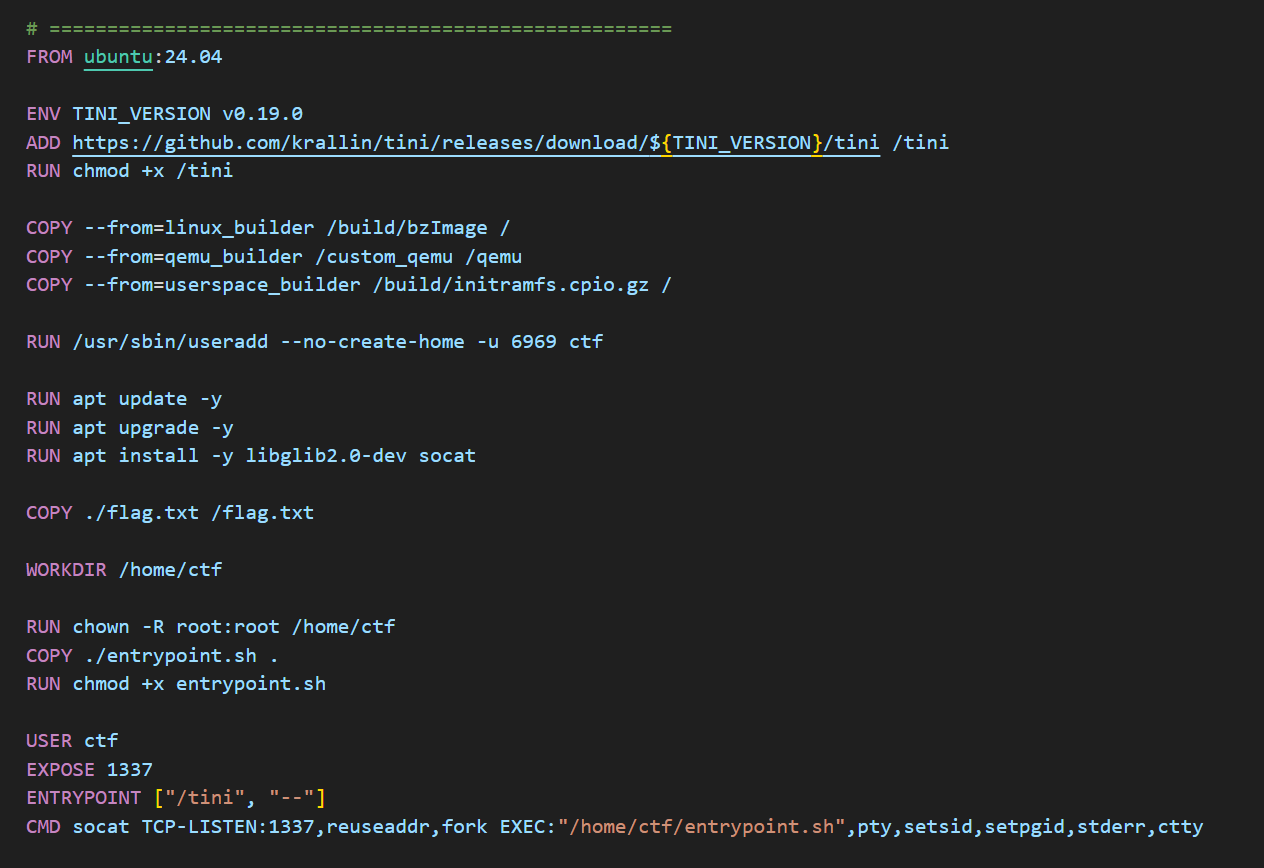 # ======================================================
FROM ubuntu:24.04
ENV TINI_VERSION v0.19.0
ADD https://github.com/krallin/tini/releases/download/${TINI_VERSION}/tini /tini
RUN chmod +x /tini
COPY --from=linux_builder /build/bzImage /
COPY --from=qemu_builder /custom_qemu /qemu
COPY --from=userspace_builder /build/initramfs.cpio.gz /
RUN /usr/sbin/useradd --no-create-home -u 6969 ctf
RUN apt update -y
RUN apt upgrade -y
RUN apt install -y libglib2.0-dev socat
COPY ./flag.txt /flag.txt
WORKDIR /home/ctf
RUN chown -R root:root /home/ctf
COPY ./entrypoint.sh .
RUN chmod +x entrypoint.sh
USER ctf
EXPOSE 1337
ENTRYPOINT ["/tini", "--"]
CMD socat TCP-LISTEN:1337,reuseaddr,fork EXEC:"/home/ctf/entrypoint.sh",pty,setsid,setpgid,stderr,ctty